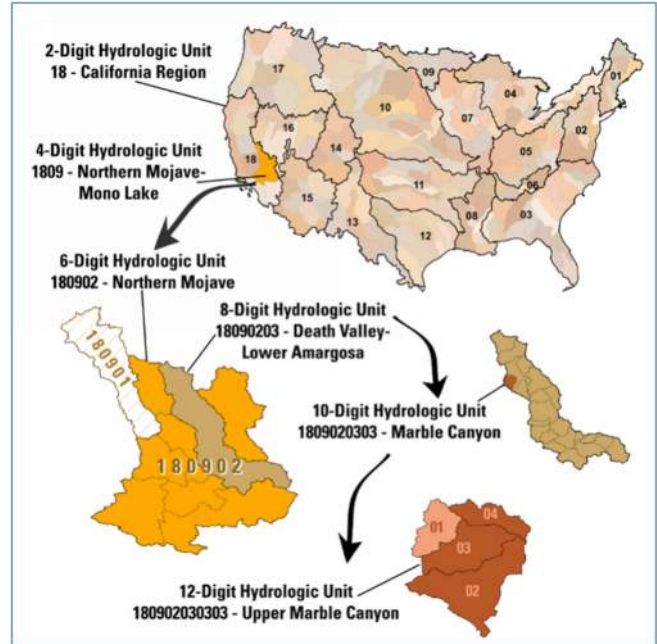 2-Digit Hydrologic Unit
18 - California Region
4-Digit Hydrologic Unit
1809 - Northern Mojave-
Mono Lake
17
09
01
04
10
07
02
16
18
14
05
11
06
15
08
03
13
12
6-Digit Hydrologic Unit
180902 - Northern Mojave
8-Digit Hydrologic Unit
18090203 - Death Valley-
Lower Amargosa
180901
180902
10-Digit Hydrologic Unit
1809020303 - Marble Canyon
01
04
03
02
12-Digit Hydrologic Unit
180902030303 - Upper Marble Canyon